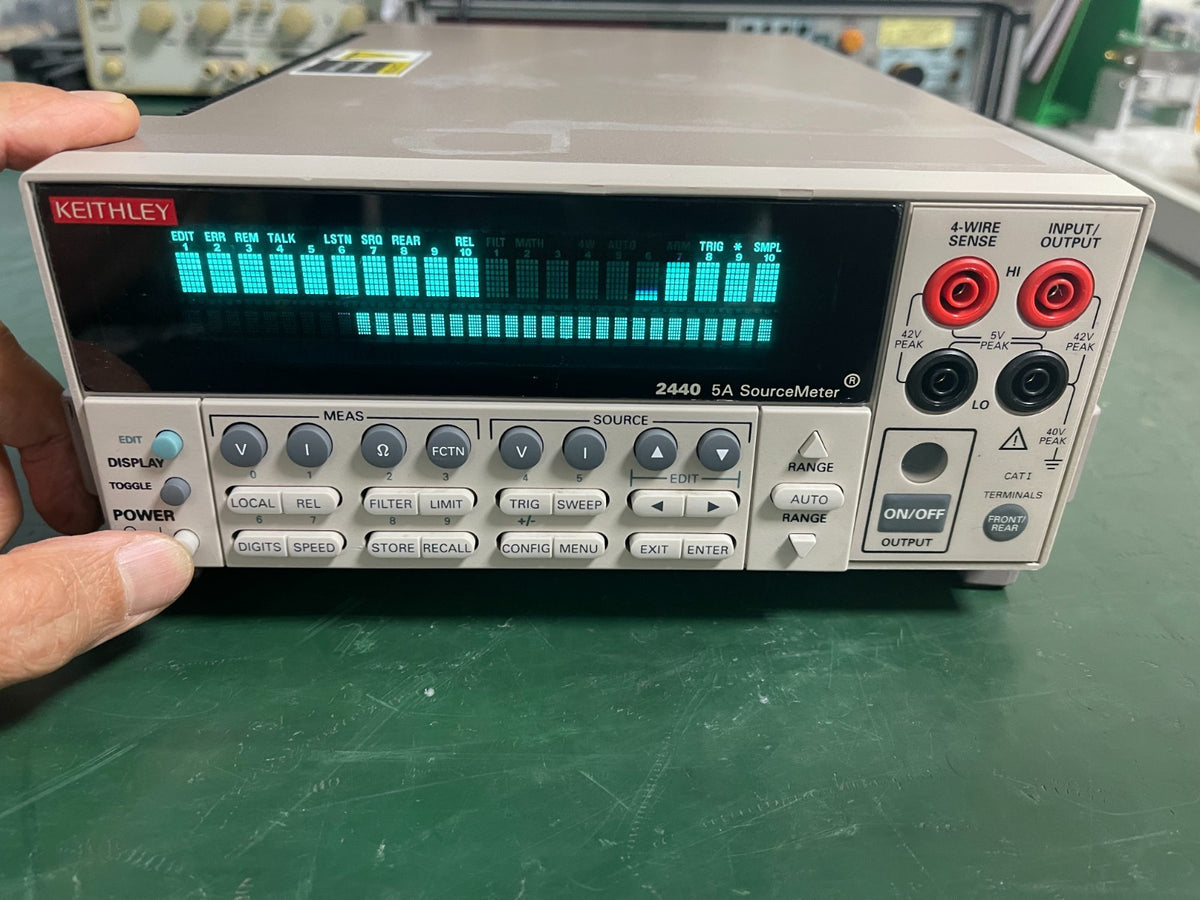 KEITHLEY
EDIT ERR REM TALK LSTN SRQ REAR REL FILT MATH 4W AUTO ARM TRIG * SMPL
1 2 3 4 5 6 7 8 9 10 1 2 3 4 5 6 7 8 9 10
2440 5A SourceMeter ®
4-WIRE SENSE
INPUT/ OUTPUT
HI
42V PEAK
5V PEAK
42V PEAK
LO
40V PEAK
CAT I
TERMINALS
FRONT/ REAR
ON/OFF
OUTPUT
EDIT
DISPLAY
TOGGLE
POWER
MEAS
V I Ω FCTN
0 1 2 3
SOURCE
V I ▲ ▼
4 5
EDIT
LOCAL REL FILTER LIMIT TRIG SWEEP ◀ ▶
6 7 8 9 +/-
DIGITS SPEED STORE RECALL CONFIG MENU EXIT ENTER
RANGE
AUTO
RANGE